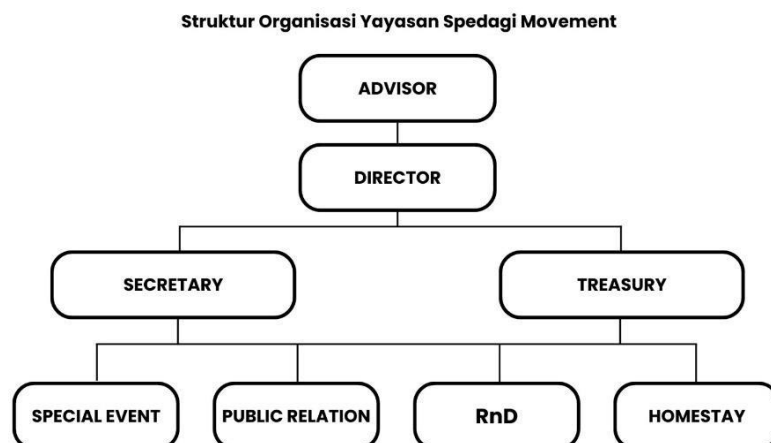 Struktur Organisasi Yayasan Spedagi Movement
ADVISOR
DIRECTOR
SECRETARY
TREASURY
SPECIAL EVENT
PUBLIC RELATION
RnD
HOMESTAY